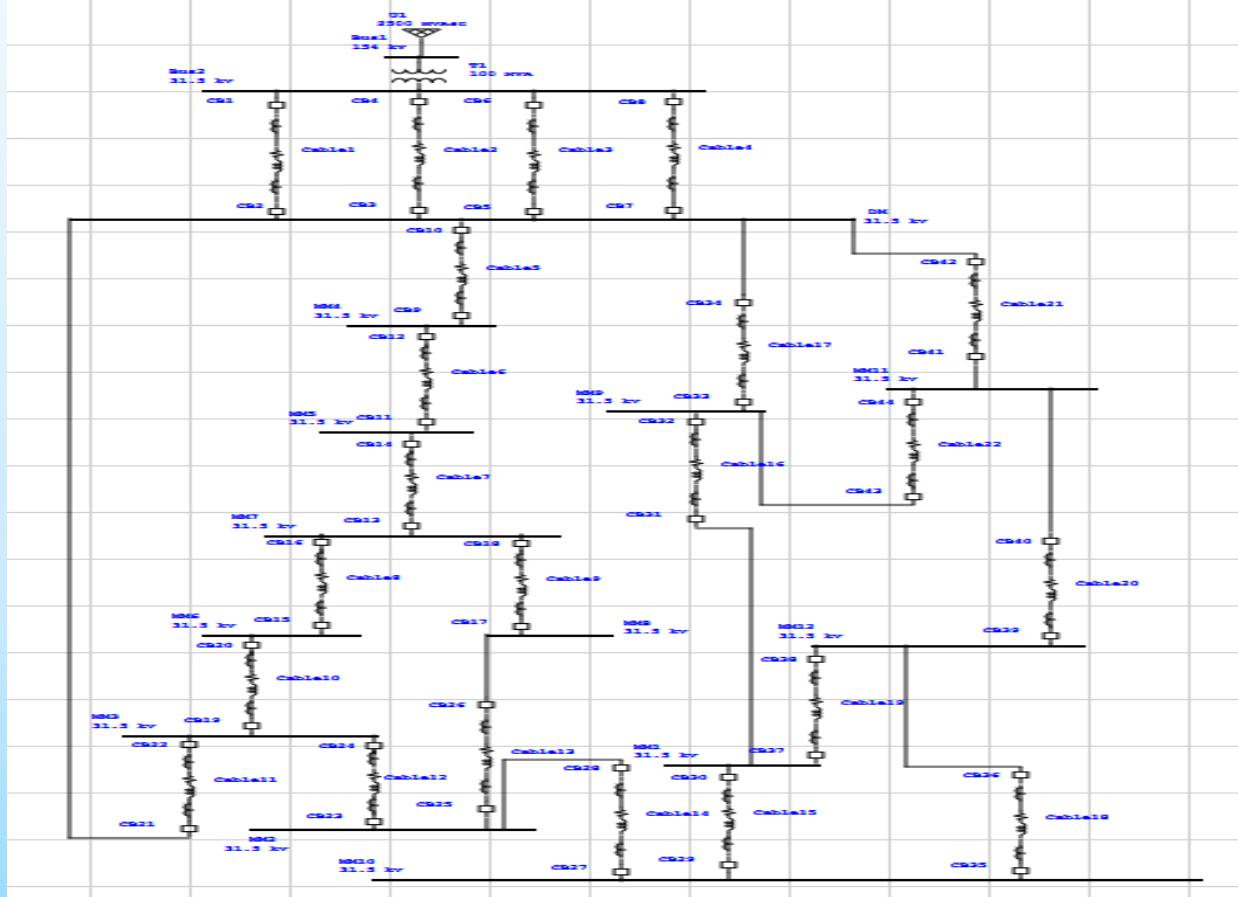 U1
2500 MVAsc
Bus1
154 kV
T1
100 MVA
Bus2
31.5 kV
CB1
CB4
CB6
CB8
Cable1
Cable2
Cable3
Cable4
CB2
CB3
CB5
CB7
DM
31.5 kV
CB10
CB42
Cable5
Cable21
MM4
31.5 kV
CB9
CB34
CB12
Cable17
CB41
Cable6
MM11
31.5 kV
MM9
31.5 kV
CB33
CB44
MM5
31.5 kV
CB11
CB32
CB14
Cable22
Cable7
Cable16
CB43
MM7
31.5 kV
CB13
CB31
CB16
CB18
CB40
Cable8
Cable9
Cable20
MM6
31.5 kV
CB15
CB17
MM8
31.5 kV
MM12
31.5 kV
CB39
CB20
CB38
Cable10
Cable19
CB26
MM3
31.5 kV
CB19
CB22
CB24
Cable13
MM1
31.5 kV
CB37
CB28
CB30
CB36
Cable11
Cable12
CB25
Cable14
Cable15
Cable18
CB21
CB23
MM2
31.5 kV
MM10
31.5 kV
CB27
CB29
CB35